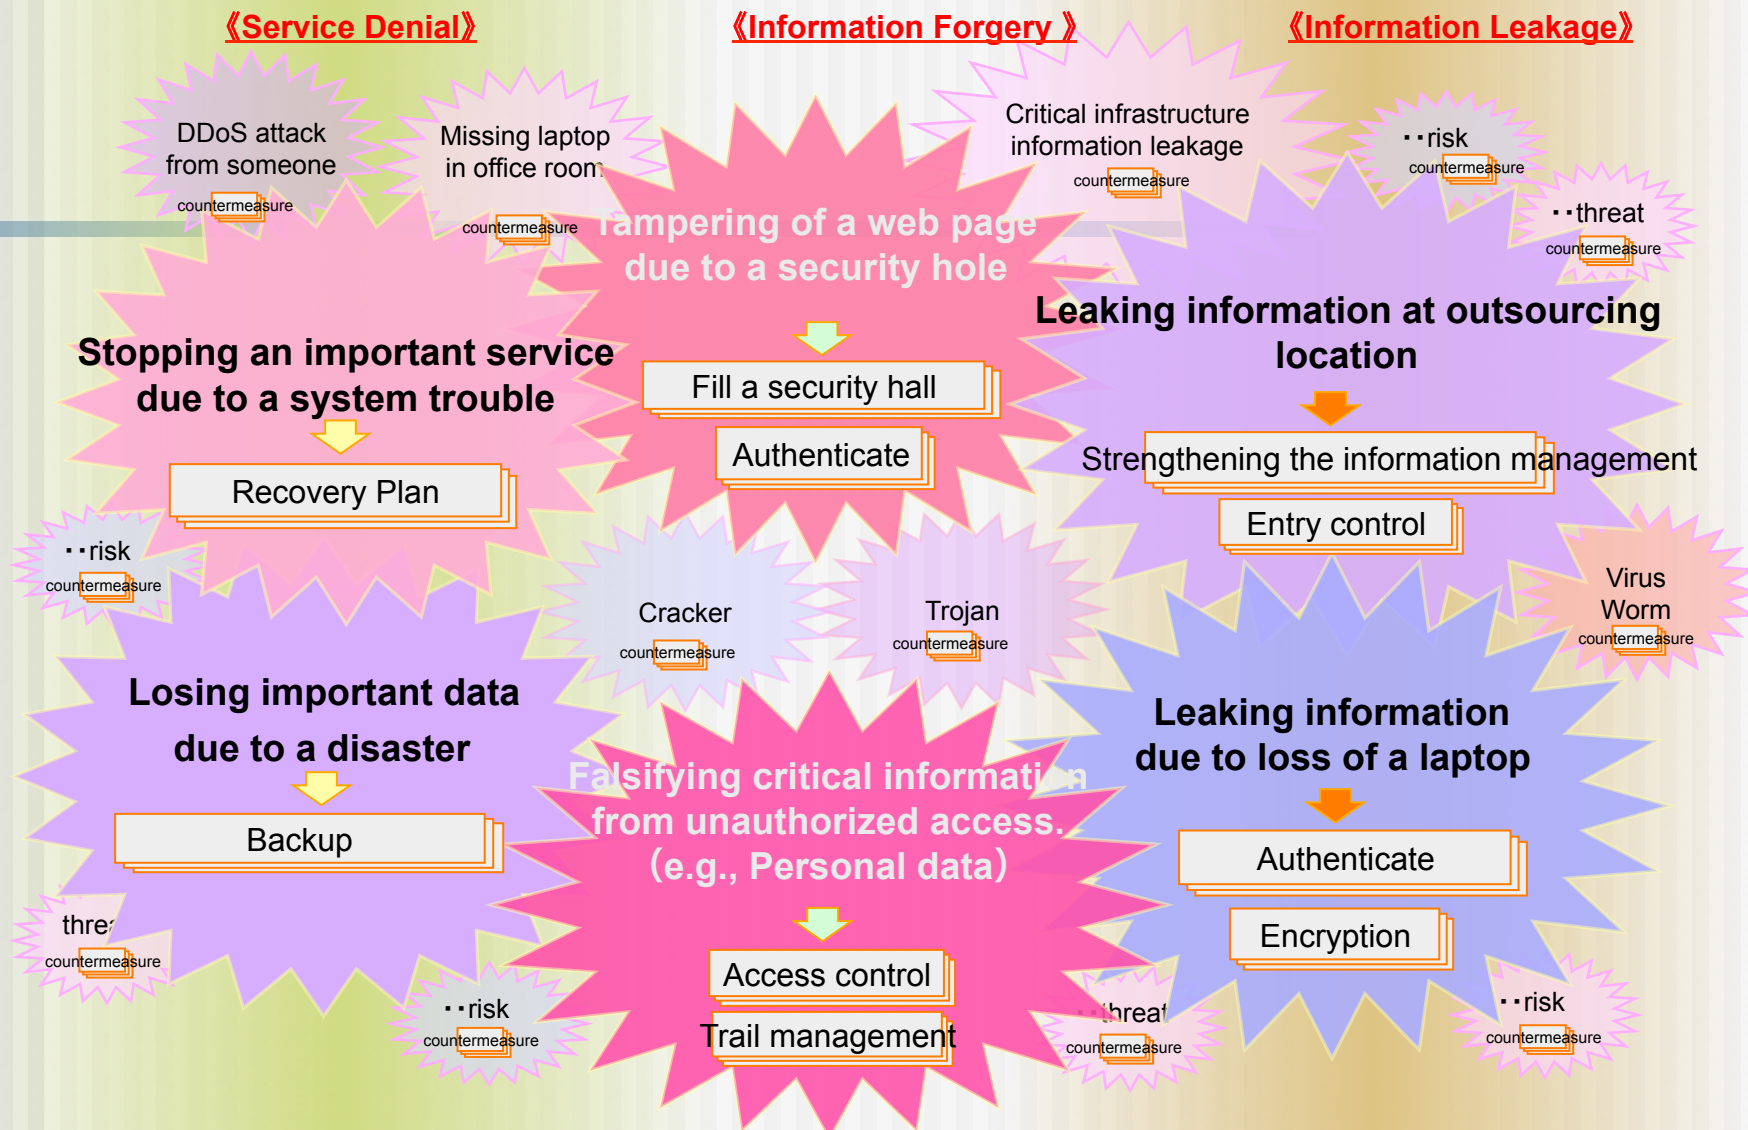 《Service Denial》
《Information Forgery 》
《Information Leakage》
DDoS attack
from someone
countermeasure
Missing laptop
in office room
countermeasure
Critical infrastructure
information leakage
countermeasure
･･risk
countermeasure
･･threat
countermeasure
Tampering of a web page
due to a security hole
Fill a security hall
Authenticate
Stopping an important service
due to a system trouble
Recovery Plan
Leaking information at outsourcing
location
Strengthening the information management
Entry control
･･risk
countermeasure
Cracker
countermeasure
Trojan
countermeasure
Virus
Worm
countermeasure
Losing important data
due to a disaster
Backup
Falsifying critical information
from unauthorized access.
（e.g., Personal data）
Access control
Trail management
Leaking information
due to loss of a laptop
Authenticate
Encryption
threat
countermeasure
･･risk
countermeasure
･･threat
countermeasure
･･risk
countermeasure